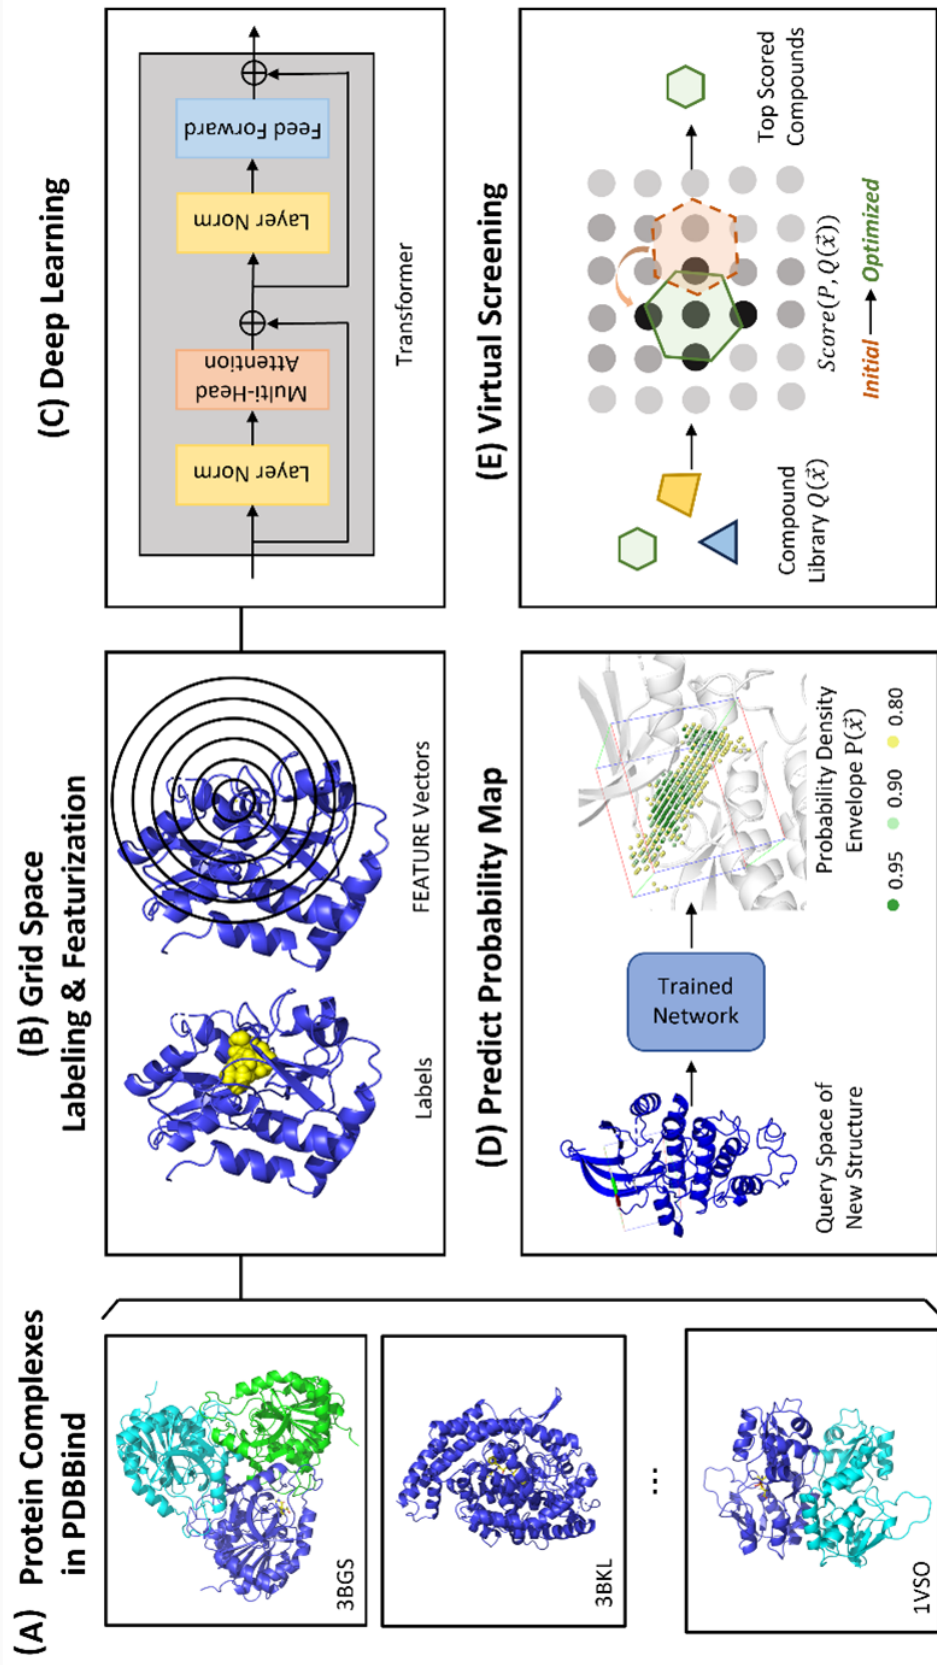 (A) Protein Complexes
in PDBBind
3BGS
3BKL
...
1VSO
(B) Grid Space
Labeling & Featurization
Labels
FEATURE Vectors
(C) Deep Learning
Layer Norm
Multi-Head
Attention
Layer Norm
Feed Forward
Transformer
(D) Predict Probability Map
Query Space of
New Structure
Trained
Network
Probability Density
Envelope P(x⃗)
0.95 0.90 0.80
(E) Virtual Screening
Compound
Library Q(x⃗)
Score(P, Q(x⃗))
Initial Optimized
Top Scored
Compounds